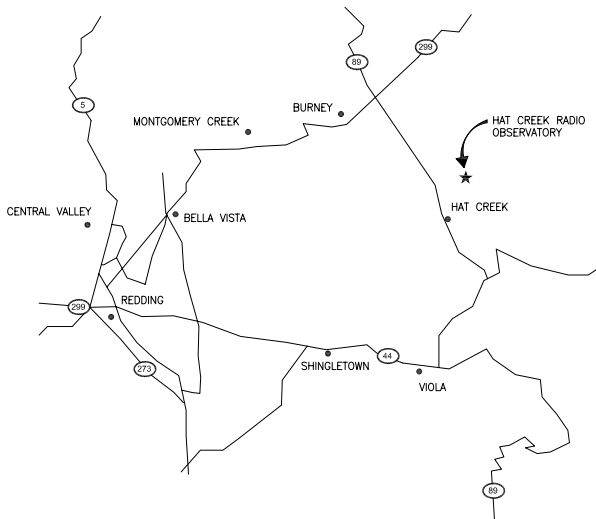 299
89
5
BURNEY
MONTGOMERY CREEK
HAT CREEK RADIO
OBSERVATORY
HAT CREEK
CENTRAL VALLEY
BELLA VISTA
REDDING
299
44
SHINGLETOWN
273
VIOLA
89